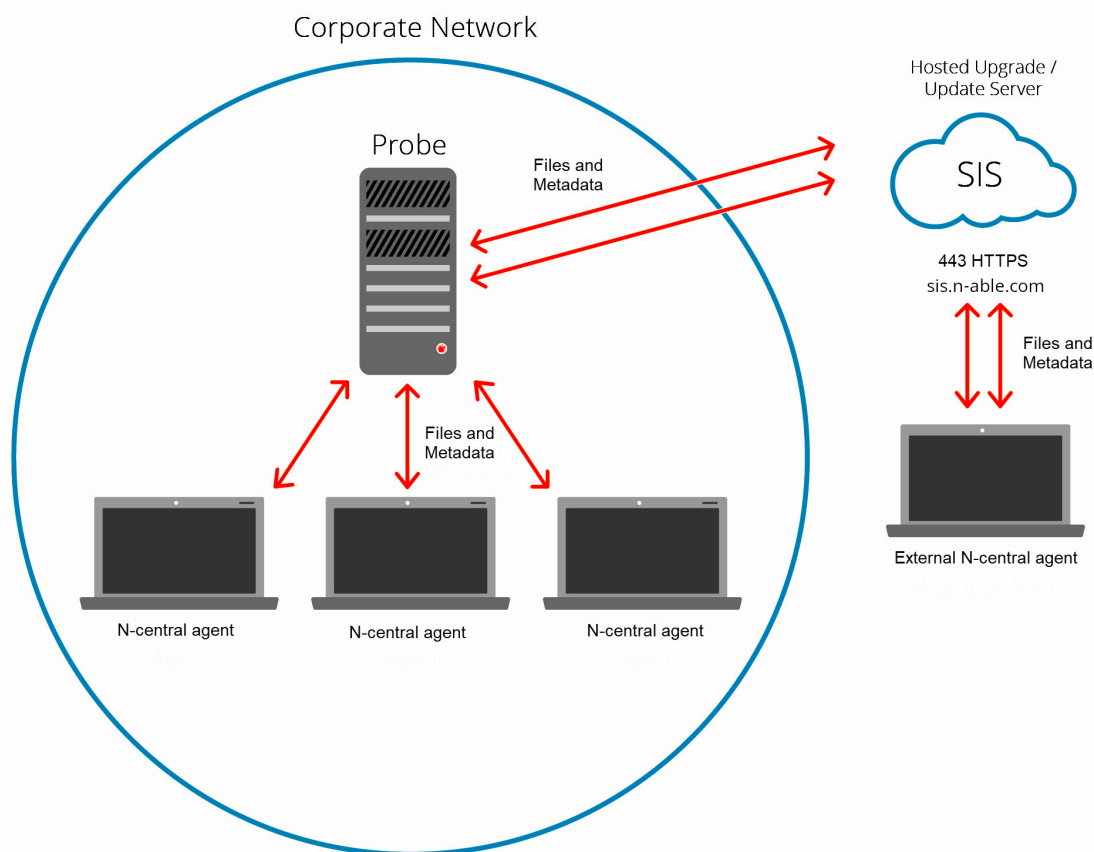 Corporate Network
Hosted Upgrade /
Update Server
Probe
Files and
Metadata
SIS
443 HTTPS
sis.n-able.com
Files and
Metadata
Files and
Metadata
External N-central agent
N-central agent
N-central agent
N-central agent